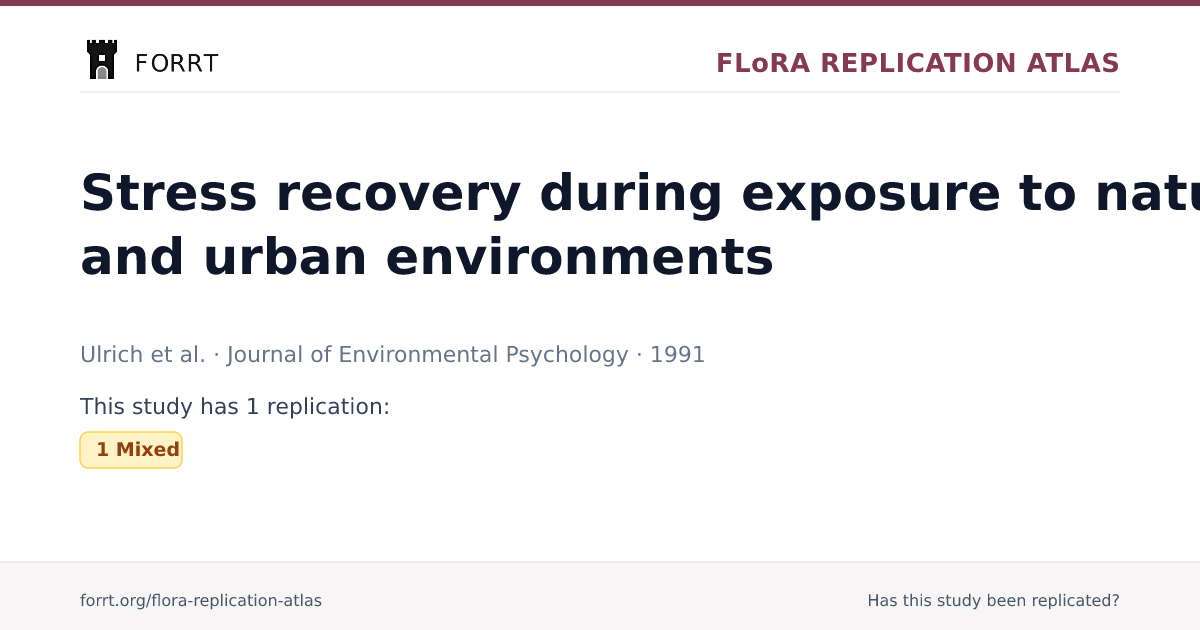 FORRT
FLoRA REPLICATION ATLAS
Stress recovery during exposure to natu
and urban environments
Ulrich et al. · Journal of Environmental Psychology · 1991
This study has 1 replication:
1 Mixed
forrt.org/flora-replication-atlas
Has this study been replicated?